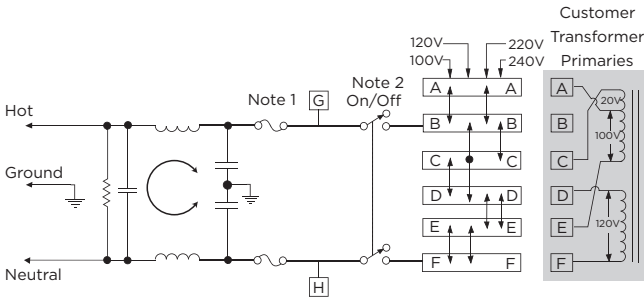 Customer
Transformer
Primaries
120V 220V
100V 240V
Note 2
On/Off
Note 1
G
Hot
Ground
Neutral
H
A A
B B
C C
D D
E E
F F
A
20V
B
100V
C
D
E
120V
F